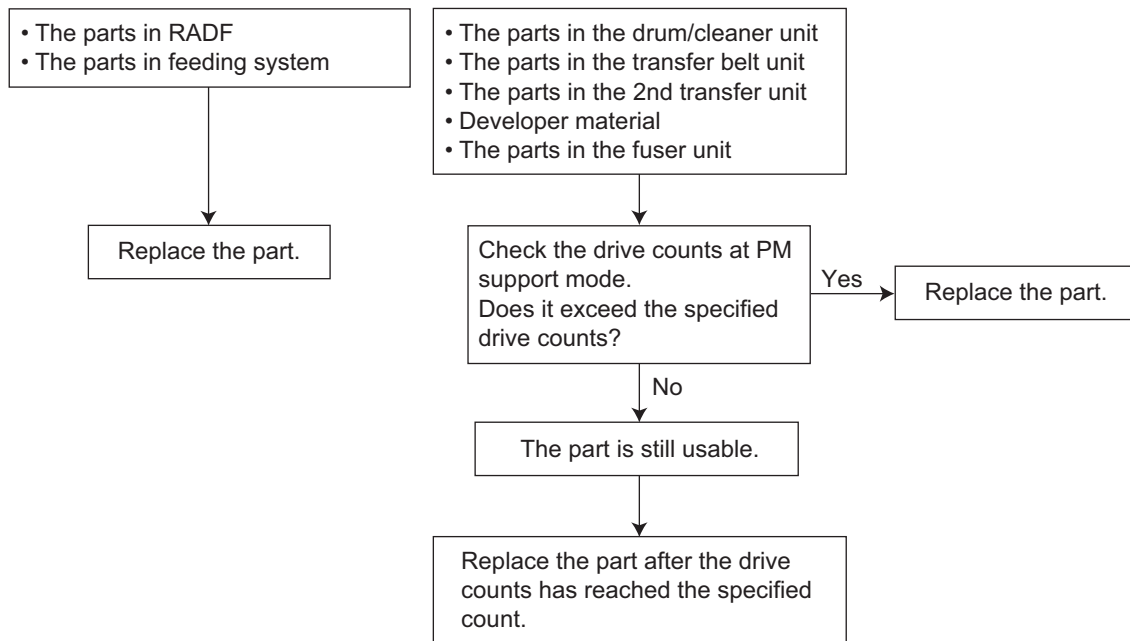 • The parts in RADF
• The parts in feeding system
Replace the part.
• The parts in the drum/cleaner unit
• The parts in the transfer belt unit
• The parts in the 2nd transfer unit
• Developer material
• The parts in the fuser unit
Check the drive counts at PM
support mode.
Does it exceed the specified
drive counts?
Yes
Replace the part.
No
The part is still usable.
Replace the part after the drive
counts has reached the specified
count.